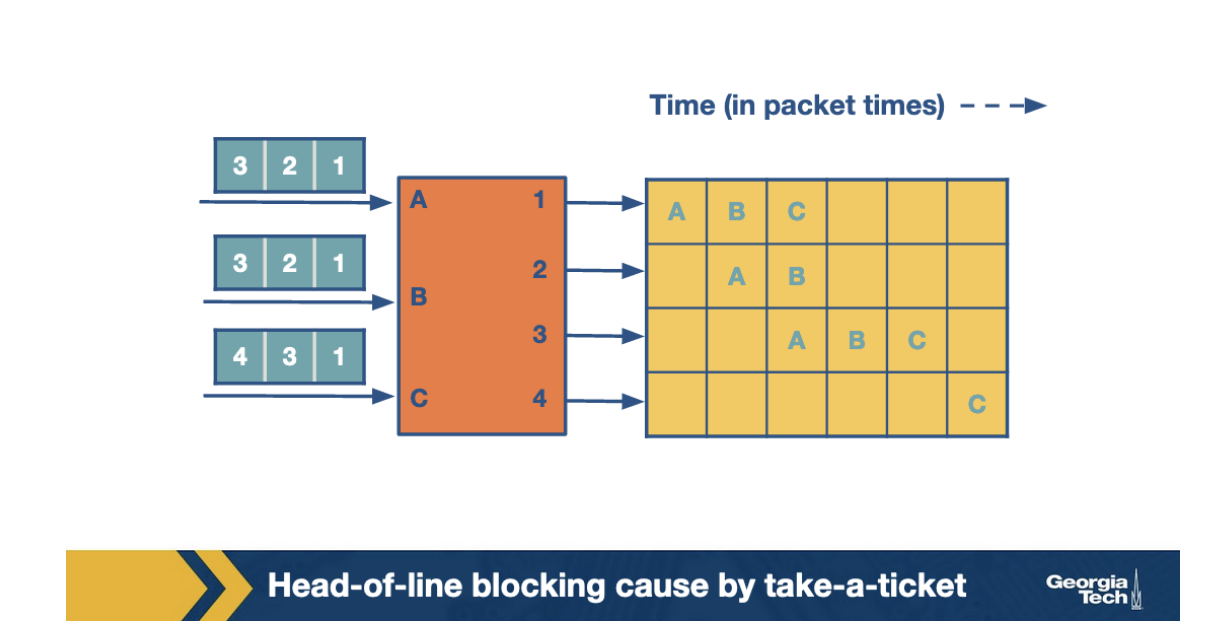 Time (in packet times)
3 2 1
A 1 A B C
3 2 1
B 2 A B
3 A B C
4 3 1
C 4 C
Head-of-line blocking cause by take-a-ticket
Georgia
Tech